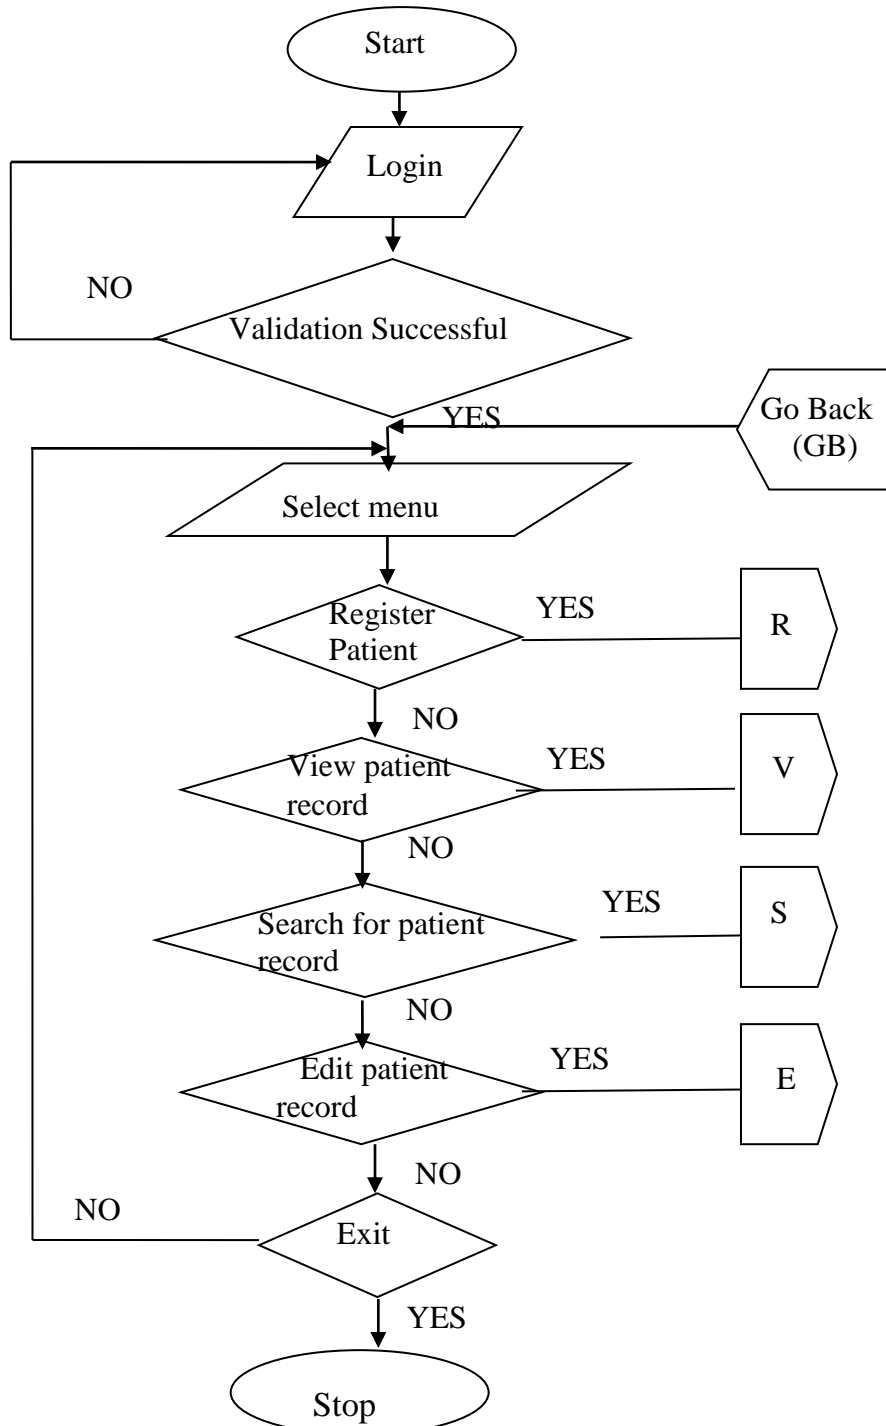 Start
Login
NO
Validation Successful
YES
Go Back
(GB)
Select menu
Register
Patient
YES
R
NO
View patient
record
YES
V
NO
Search for patient
record
YES
S
NO
Edit patient
record
YES
E
NO
NO
Exit
YES
Stop